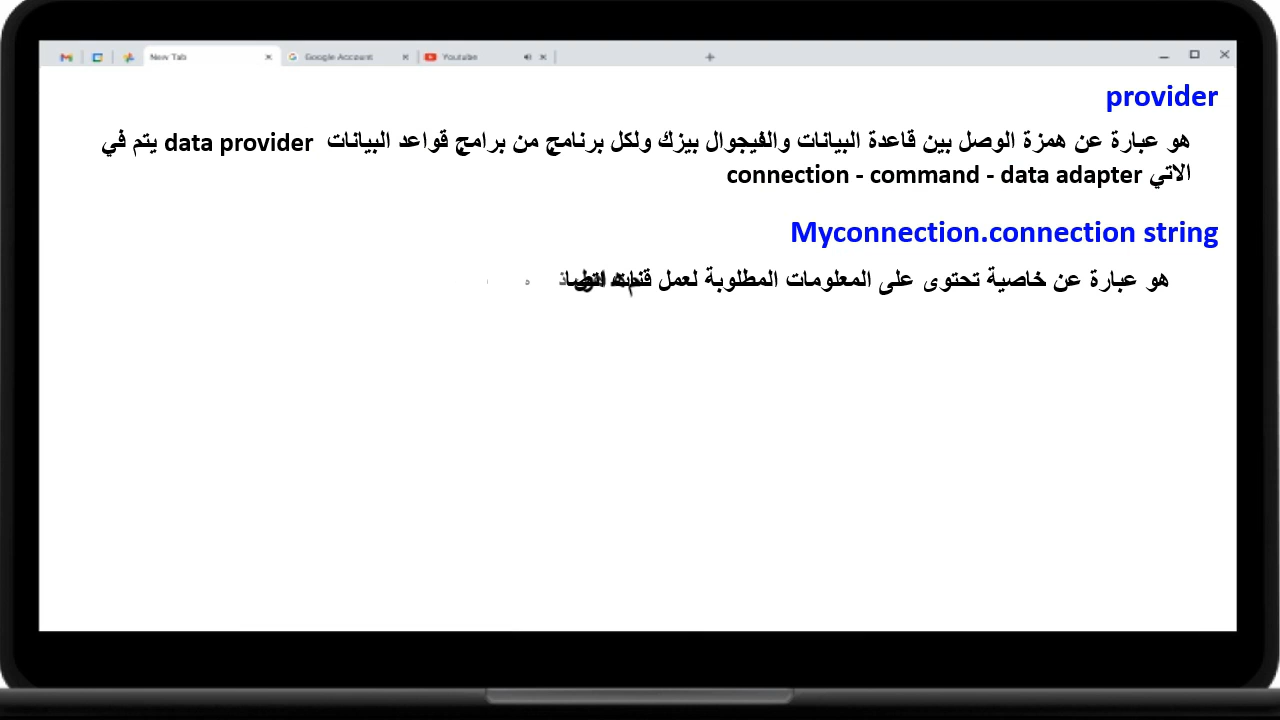 New Tab
Google Account
Youtube
provider
هو عبارة عن همزة الوصل بين قاعدة البيانات والفيجوال بيزك ولكل برنامج من برامج قواعد البيانات data provider يتم في
الاتي connection - command - data adapter
Myconnection.connection string
هو عبارة عن خاصية تحتوى على المعلومات المطلوبة لعمل